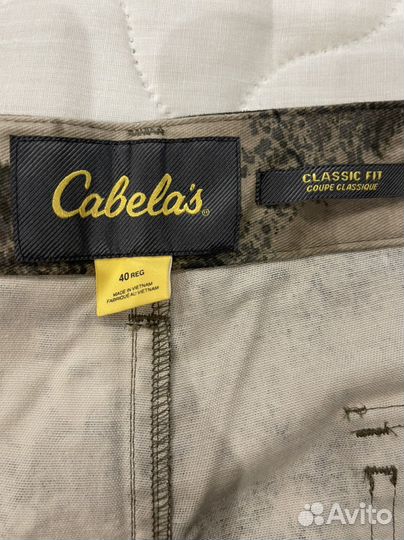 Cabela's®
CLASSIC FIT
COUPE CLASSIQUE
40 REG
MADE IN VIETNAM
FABRIQUÉ AU VIETNAM
Avito